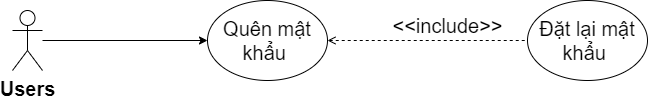 Quên mật
khẩu
<<include>>
Đặt lại mật
khẩu
Users